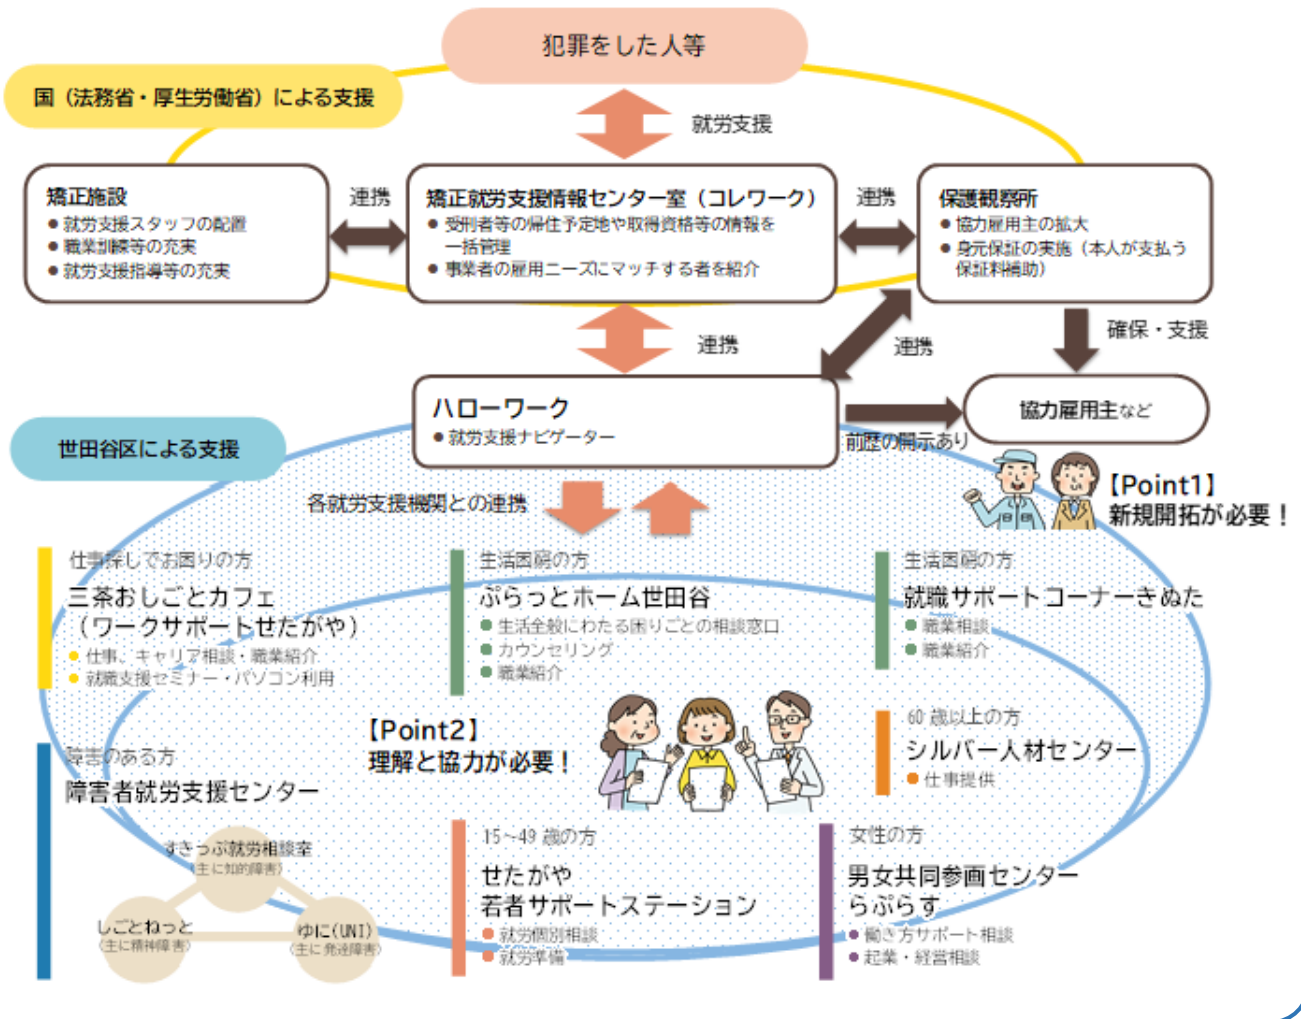 犯罪をした人等
国（法務省・厚生労働省）による支援
就労支援
矯正施設
● 就労支援スタッフの配置
● 職業訓練等の充実
● 就労支援指導等の充実
連携
矯正就労支援情報センター室（コレワーク）
● 受刑者等の帰住予定地や取得資格等の情報を
一括管理
● 事業者の雇用ニーズにマッチする者を紹介
連携
保護観察所
● 協力雇用主の拡大
● 身元保証の実施（本人が支払う
保証料補助）
連携
連携
確保・支援
ハローワーク
● 就労支援ナビゲーター
協力雇用主など
前歴の開示あり
世田谷区による支援
各就労支援機関との連携
【Point1】
新規開拓が必要！
仕事探しでお困りの方
三茶おしごとカフェ
（ワークサポートせたがや）
● 仕事、キャリア相談・職業紹介
● 就職支援セミナー・パソコン利用
生活困窮の方
ぷらっとホーム世田谷
● 生活全般にわたる困りごとの相談窓口
● カウンセリング
● 職業紹介
生活困窮の方
就職サポートコーナーきぬた
● 職業相談
● 職業紹介
【Point2】
理解と協力が必要！
60 歳以上の方
シルバー人材センター
● 仕事提供
障害のある方
障害者就労支援センター
すきっぷ就労相談室
（主に知的障害）
しごとねっと
（主に精神障害）
ゆに(UNI)
（主に発達障害）
15～49 歳の方
せたがや
若者サポートステーション
● 就労個別相談
● 就労準備
女性の方
男女共同参画センター
らぷらす
● 働き方サポート相談
● 起業・経営相談